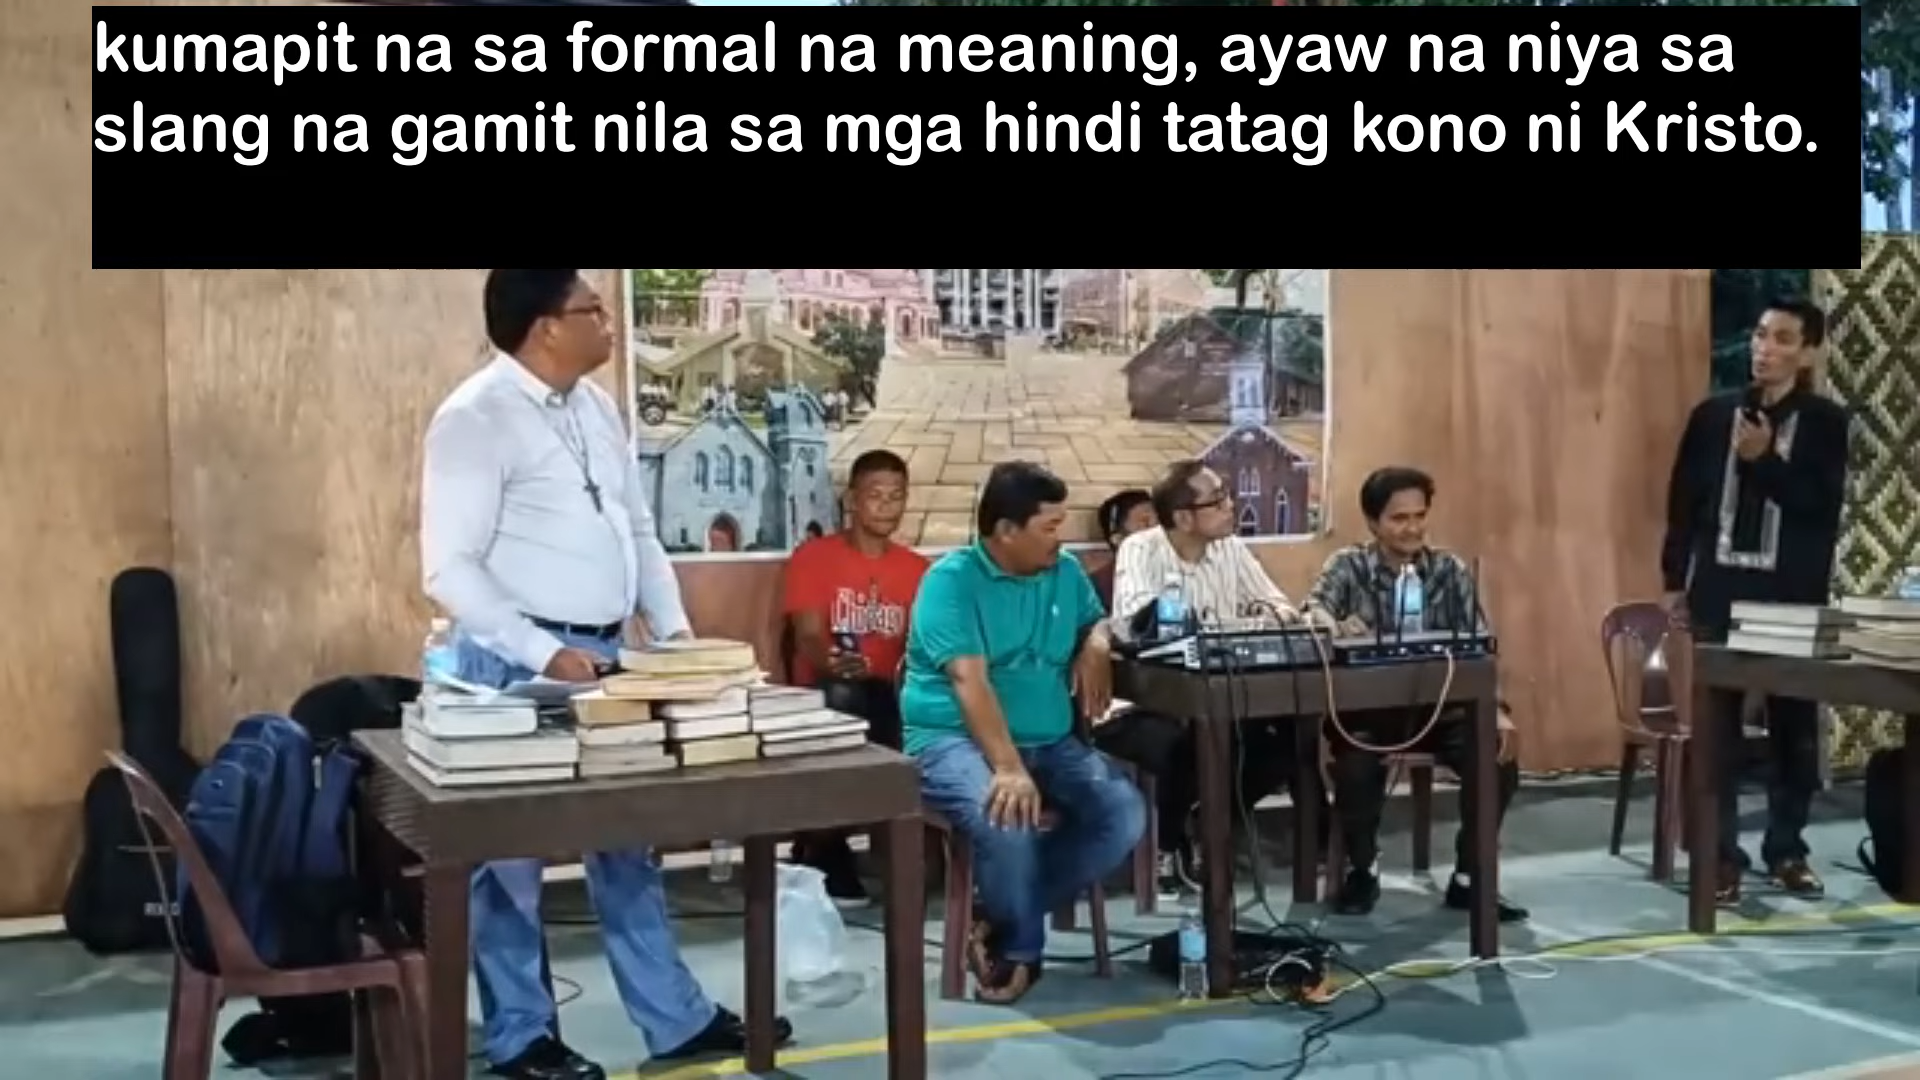 kumapit na sa formal na meaning, ayaw na niya sa
slang na gamit nila sa mga hindi tatag kono ni Kristo.
Chicago